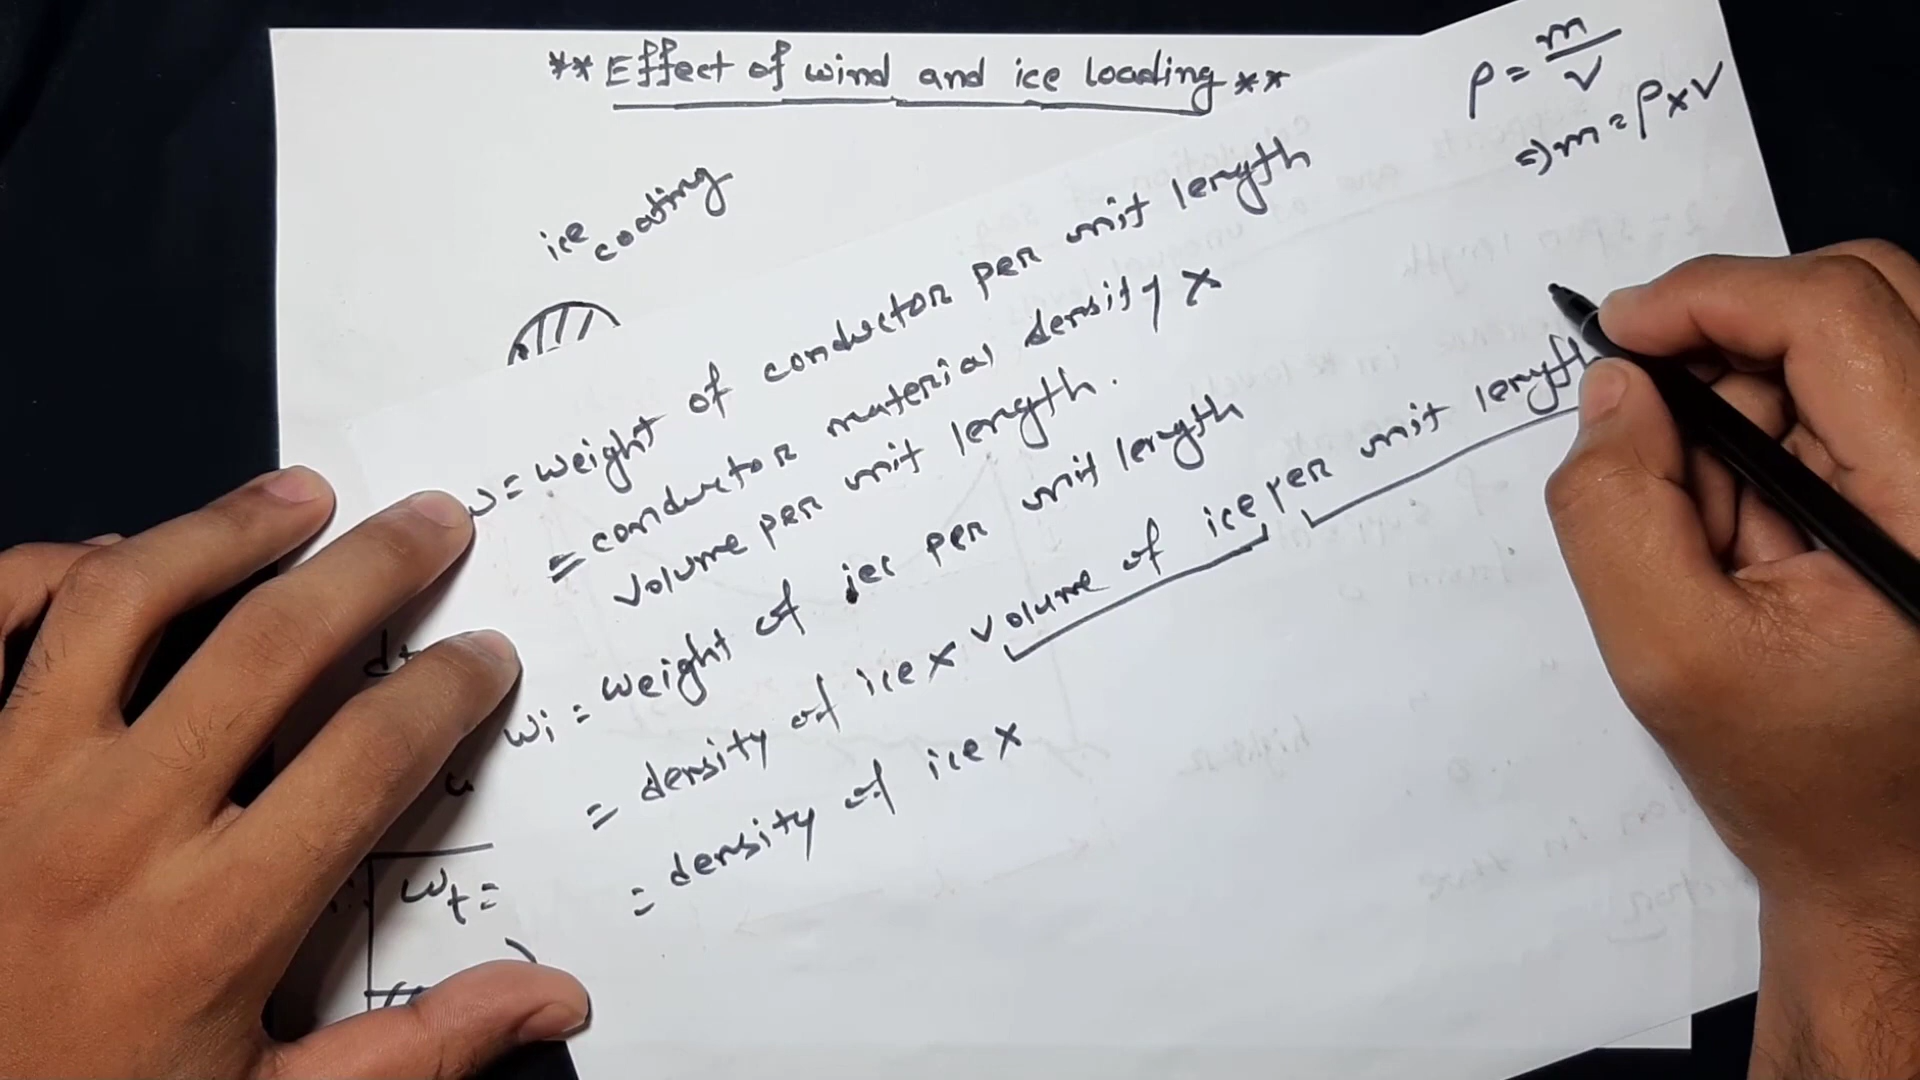 **Effect of wind and ice loading**
ρ = m/V
⇒ m = ρ x V
ice
coating
w = weight of conductor per unit length
= conductor material density x
volume per unit length.
wi = weight of iec per unit length
= density of ice x volume of ice per unit length
= density of ice x
wt =